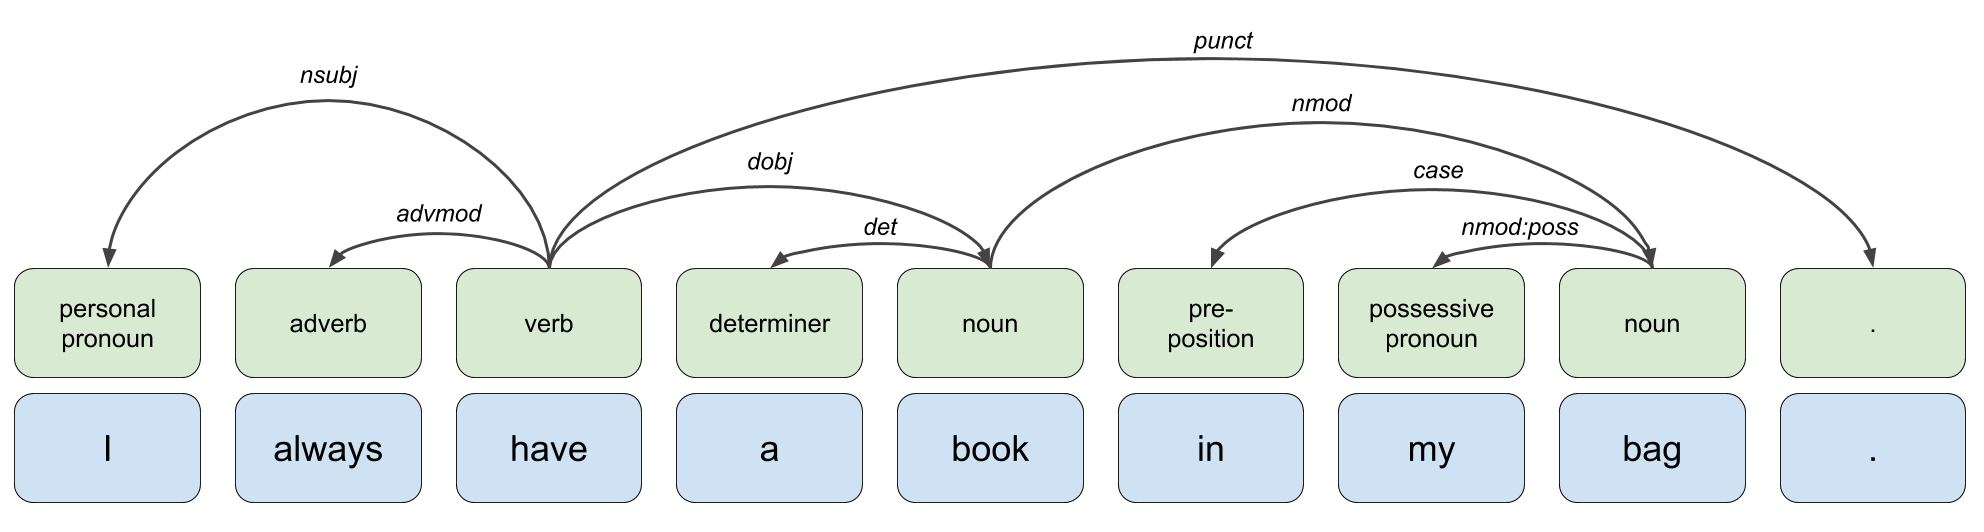 punct
nsubj
nmod
dobj
case
advmod
det
nmod:poss
personal
pronoun
adverb
verb
determiner
noun
pre-
position
possessive
pronoun
noun
.
I always have a book in my bag .